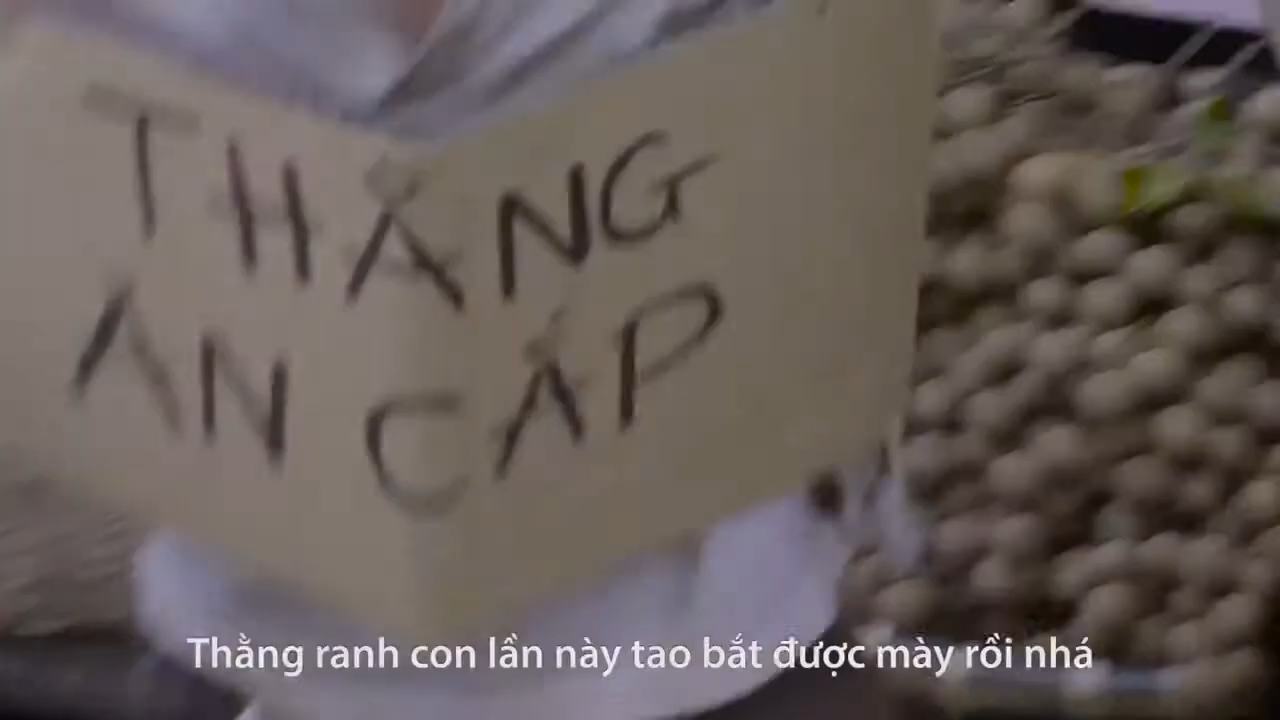 THẰNG
ĂN CẮP
Thằng ranh con lần này tao bắt được mày rồi nhá